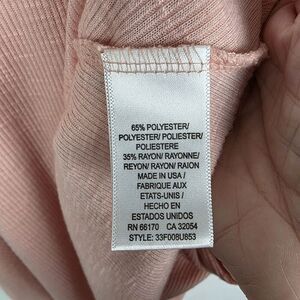 65% POLYESTER/
POLYESTER/ POLIESTER/
POLIESTERE
35% RAYON/ RAYONNE/
REYON/ RAYON/ RAION
MADE IN USA /
FABRIQUE AUX
ETATS-UNIS /
HECHO EN
ESTADOS UNIDOS
RN 66170 CA 32054
STYLE: 33F008U853